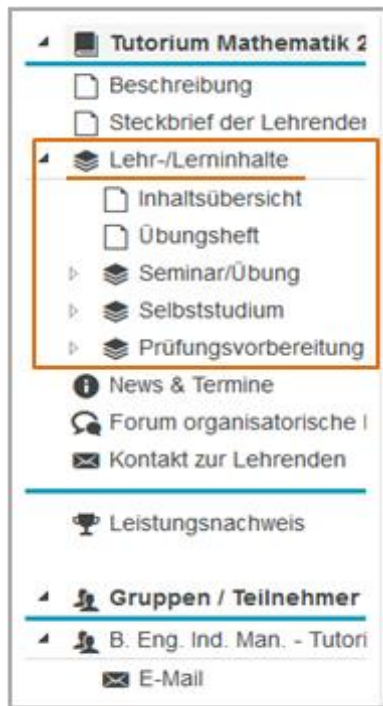 Tutorium Mathematik 2
Beschreibung
Steckbrief der Lehrenden
Lehr-/Lerninhalte
Inhaltsübersicht
Übungsheft
Seminar/Übung
Selbststudium
Prüfungsvorbereitung
News & Termine
Forum organisatorische
Kontakt zur Lehrenden
Leistungsnachweis
Gruppen / Teilnehmer
B. Eng. Ind. Man. - Tutori
E-Mail